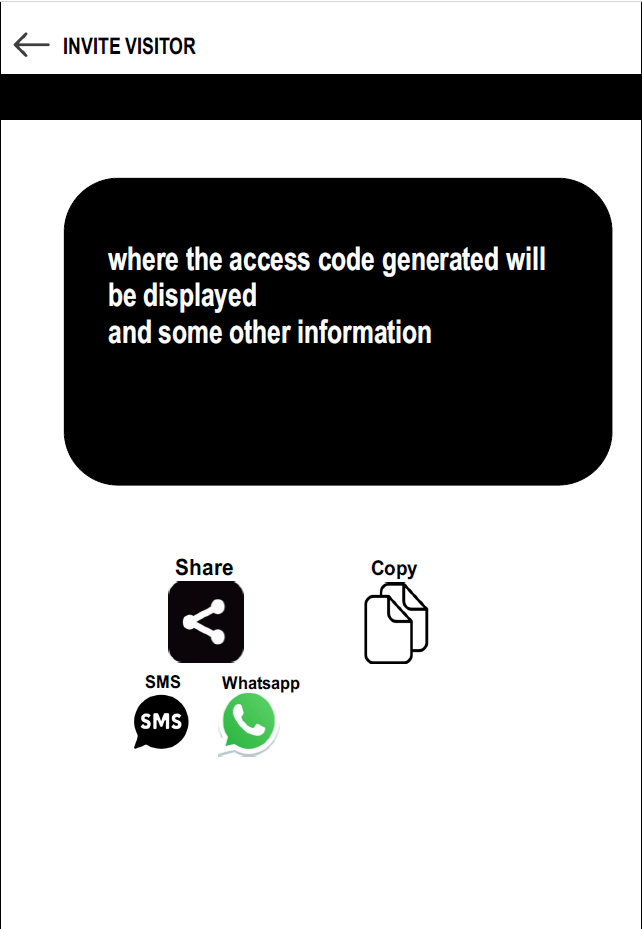 INVITE VISITOR
where the access code generated will
be displayed
and some other information
Share
Copy
SMS
Whatsapp
SMS